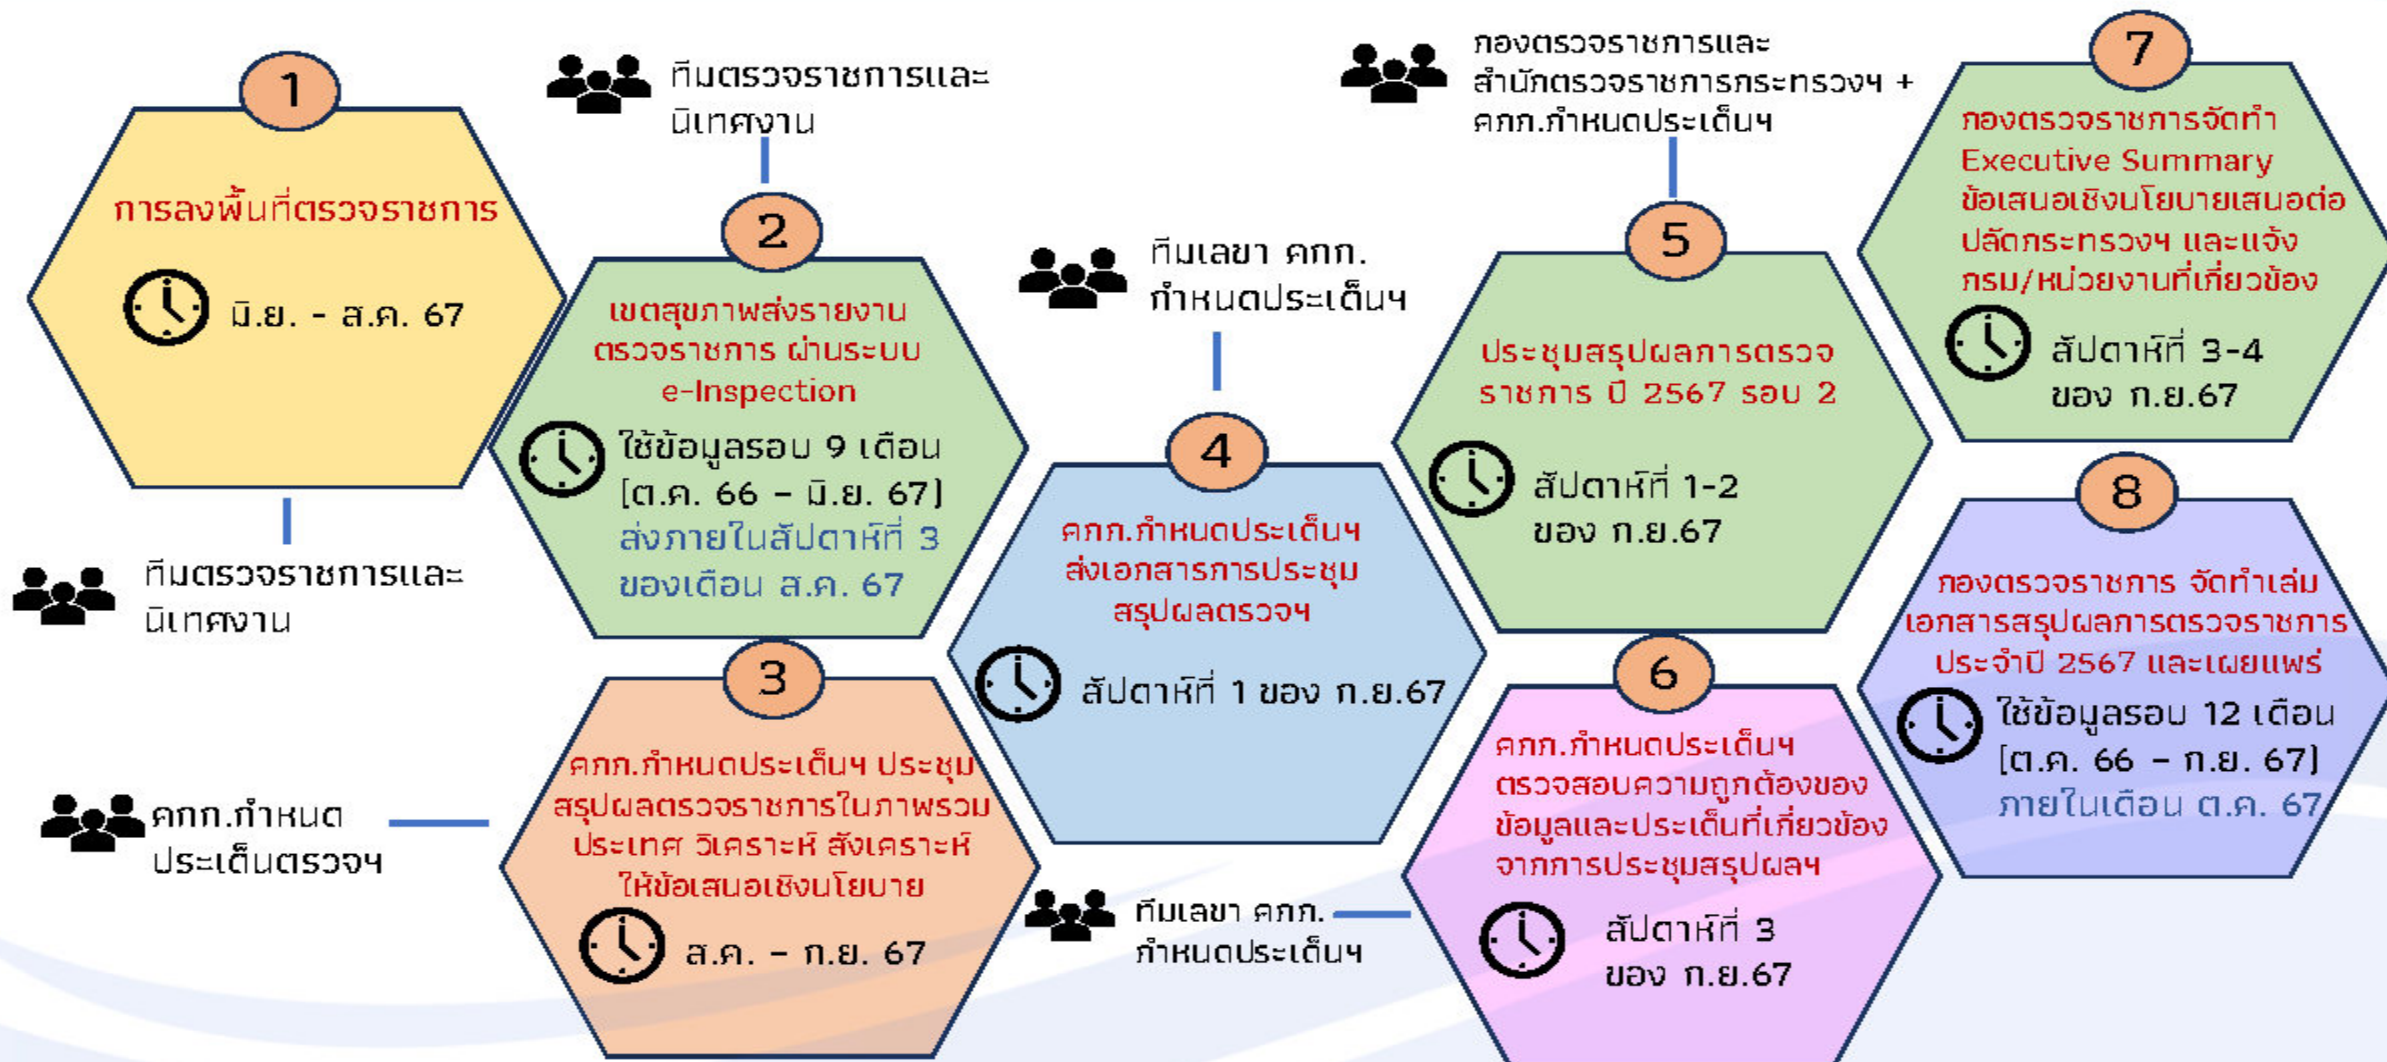 1
การลงพื้นที่ตรวจราชการ
มิ.ย. - ส.ค. 67
ทีมตรวจราชการและ
นิเทศงาน
ทีมตรวจราชการและ
นิเทศงาน
2
เขตสุขภาพส่งรายงาน
ตรวจราชการ ผ่านระบบ
e-Inspection
ใช้ข้อมูลรอบ 9 เดือน
[ต.ค. 66 – มิ.ย. 67]
ส่งภายในสัปดาห์ที่ 3
ของเดือน ส.ค. 67
3
คกก.กำหนดประเด็นฯ ประชุม
สรุปผลตรวจราชการในภาพรวม
ประเทศ วิเคราะห์ สังเคราะห์
ให้ข้อเสนอเชิงนโยบาย
ส.ค. – ก.ย. 67
คกก.กำหนด
ประเด็นตรวจฯ
ทีมเลขา คกก.
กำหนดประเด็นฯ
4
คกก.กำหนดประเด็นฯ
ส่งเอกสารการประชุม
สรุปผลตรวจฯ
สัปดาห์ที่ 1 ของ ก.ย.67
กองตรวจราชการและ
สำนักตรวจราชการกระทรวงฯ +
คกก.กำหนดประเด็นฯ
5
ประชุมสรุปผลการตรวจ
ราชการ ปี 2567 รอบ 2
สัปดาห์ที่ 1-2
ของ ก.ย.67
6
คกก.กำหนดประเด็นฯ
ตรวจสอบความถูกต้องของ
ข้อมูลและประเด็นที่เกี่ยวข้อง
จากการประชุมสรุปผลฯ
สัปดาห์ที่ 3
ของ ก.ย.67
ทีมเลขา คกก.
กำหนดประเด็นฯ
7
กองตรวจราชการจัดทำ
Executive Summary
ข้อเสนอเชิงนโยบายเสนอต่อ
ปลัดกระทรวงฯ และแจ้ง
กรม/หน่วยงานที่เกี่ยวข้อง
สัปดาห์ที่ 3-4
ของ ก.ย.67
8
กองตรวจราชการ จัดทำเล่ม
เอกสารสรุปผลการตรวจราชการ
ประจำปี 2567 และเผยแพร่
ใช้ข้อมูลรอบ 12 เดือน
[ต.ค. 66 – ก.ย. 67]
ภายในเดือน ต.ค. 67